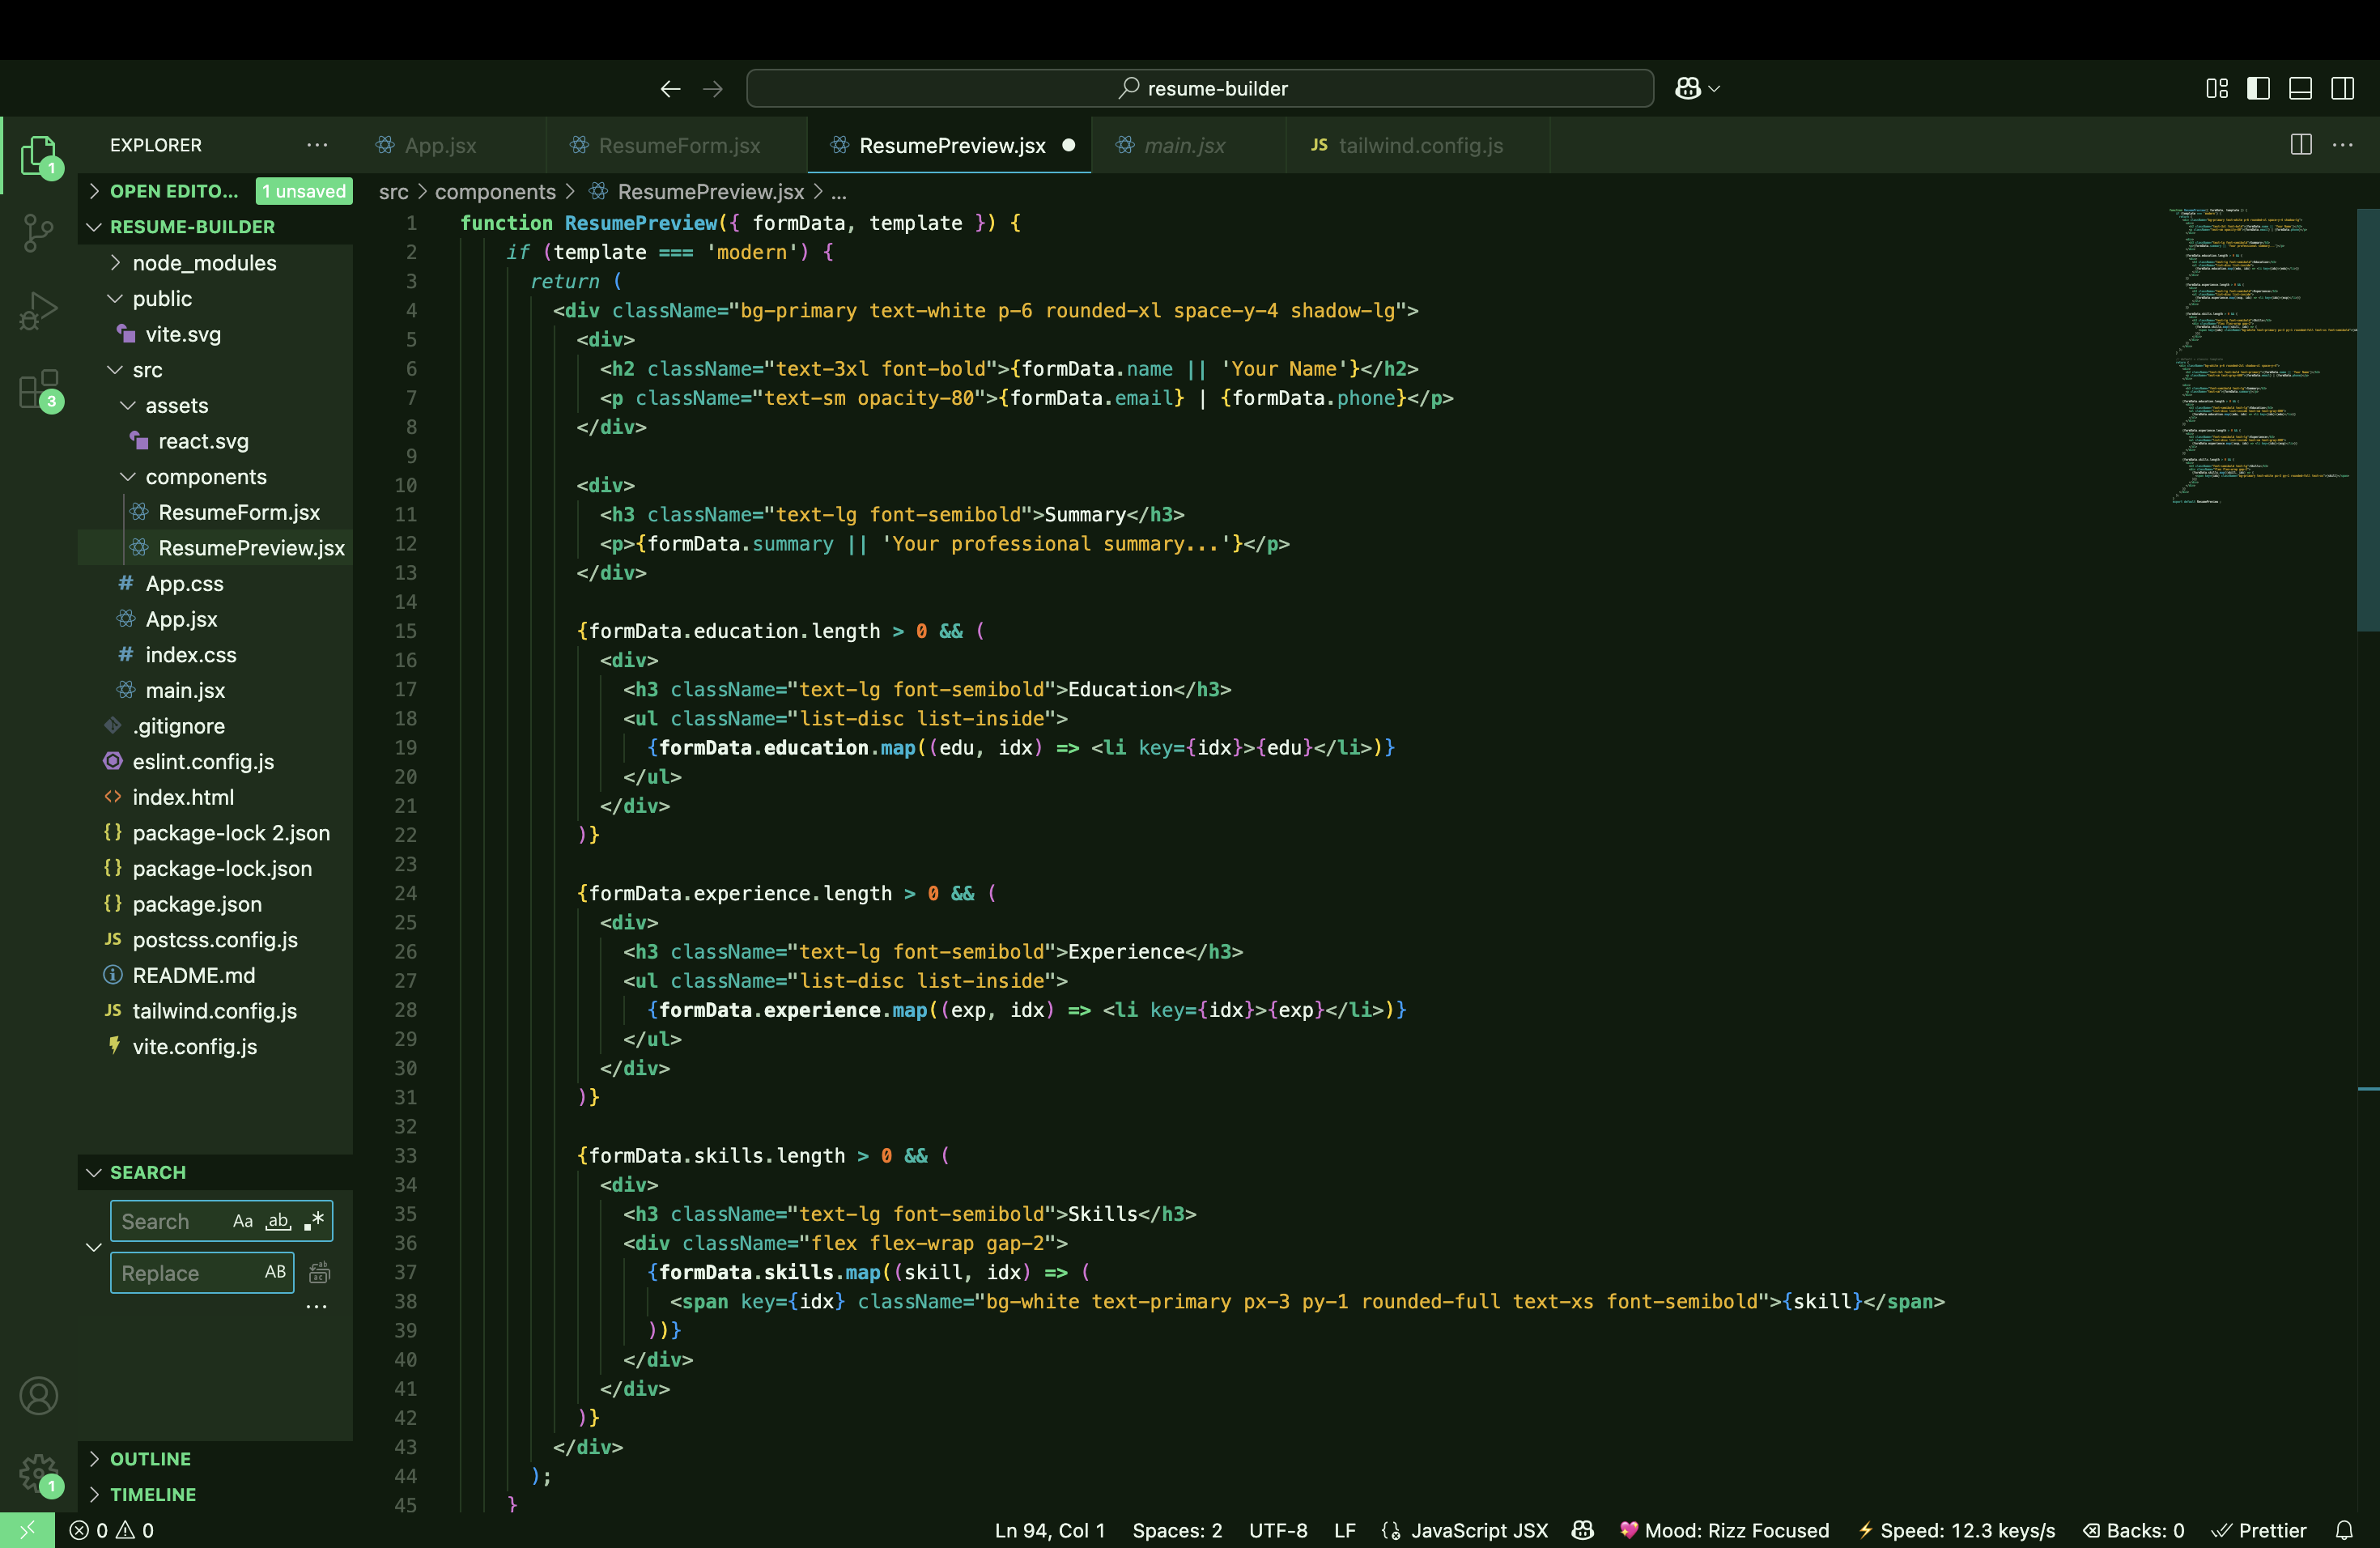 resume-builder
EXPLORER
App.jsx
ResumeForm.jsx
ResumePreview.jsx
main.jsx
JS tailwind.config.js
OPEN EDITO... 1 unsaved
RESUME-BUILDER
node_modules
public
vite.svg
src
assets
react.svg
components
ResumeForm.jsx
ResumePreview.jsx
# App.css
App.jsx
# index.css
main.jsx
.gitignore
eslint.config.js
<> index.html
{} package-lock 2.json
{} package-lock.json
{} package.json
JS postcss.config.js
README.md
JS tailwind.config.js
vite.config.js
SEARCH
Search Aa ab .*
Replace AB
...
OUTLINE
TIMELINE
1
3
1
src > components > ResumePreview.jsx > ...
1 function ResumePreview({ formData, template }) {
2 if (template === 'modern') {
3 return (
4 <div className="bg-primary text-white p-6 rounded-xl space-y-4 shadow-lg">
5 <div>
6 <h2 className="text-3xl font-bold">{formData.name || 'Your Name'}</h2>
7 <p className="text-sm opacity-80">{formData.email} | {formData.phone}</p>
8 </div>
9
10 <div>
11 <h3 className="text-lg font-semibold">Summary</h3>
12 <p>{formData.summary || 'Your professional summary...'}</p>
13 </div>
14
15 {formData.education.length > 0 && (
16 <div>
17 <h3 className="text-lg font-semibold">Education</h3>
18 <ul className="list-disc list-inside">
19 {formData.education.map((edu, idx) => <li key={idx}>{edu}</li>)}
20 </ul>
21 </div>
22 )}
23
24 {formData.experience.length > 0 && (
25 <div>
26 <h3 className="text-lg font-semibold">Experience</h3>
27 <ul className="list-disc list-inside">
28 {formData.experience.map((exp, idx) => <li key={idx}>{exp}</li>)}
29 </ul>
30 </div>
31 )}
32
33 {formData.skills.length > 0 && (
34 <div>
35 <h3 className="text-lg font-semibold">Skills</h3>
36 <div className="flex flex-wrap gap-2">
37 {formData.skills.map((skill, idx) => (
38 <span key={idx} className="bg-white text-primary px-3 py-1 rounded-full text-xs font-semibold">{skill}</span>
39 ))}
40 </div>
41 </div>
42 )}
43 </div>
44 );
45 }
0 0 Ln 94, Col 1 Spaces: 2 UTF-8 LF JavaScript JSX 💖 Mood: Rizz Focused ⚡ Speed: 12.3 keys/s Backs: 0 Prettier